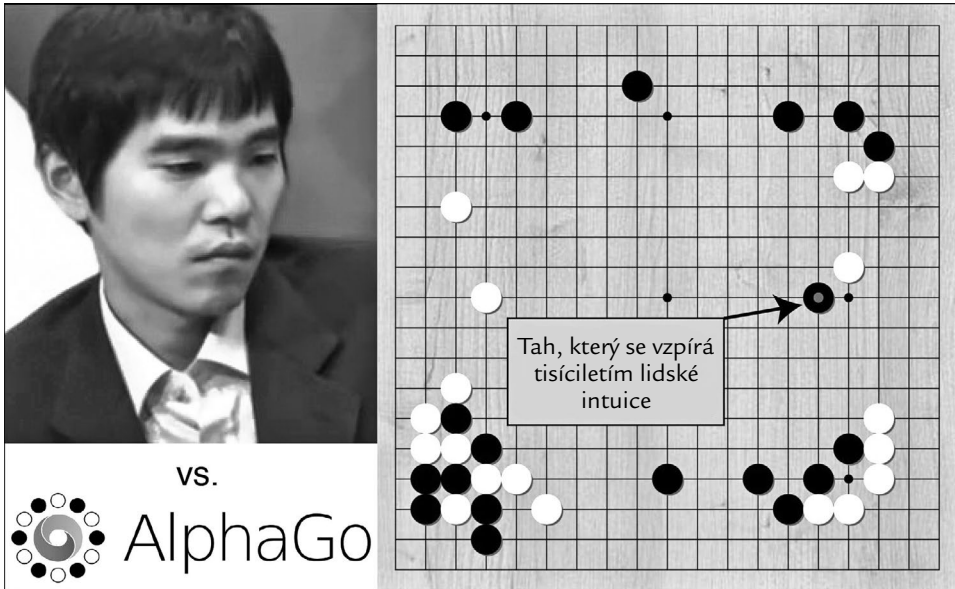 vs.
AlphaGo
Tah, který se vzpírá
tisíciletím lidské
intuice